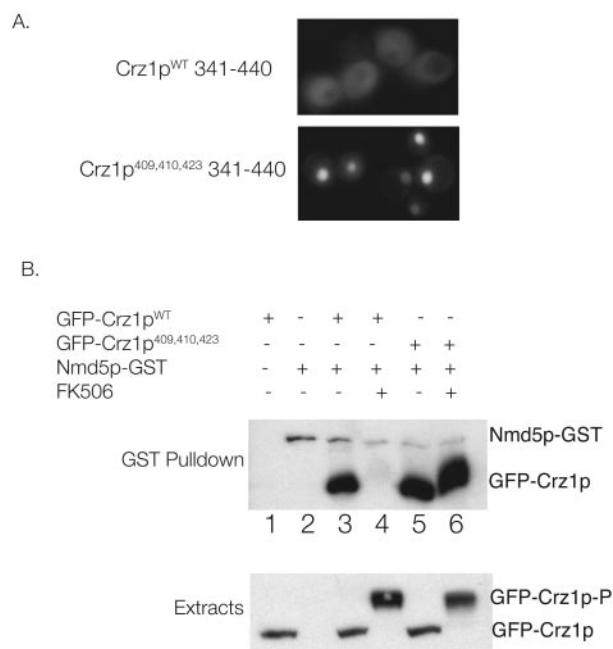 A.
Crz1pWT 341-440
Crz1p409,410,423 341-440
B.
GFP-Crz1pWT + - + + - -
GFP-Crz1p409,410,423 - - - - + +
Nmd5p-GST - + + + + +
FK506 - - - + - +
GST Pulldown
Nmd5p-GST
GFP-Crz1p
1 2 3 4 5 6
Extracts
GFP-Crz1p-P
GFP-Crz1p